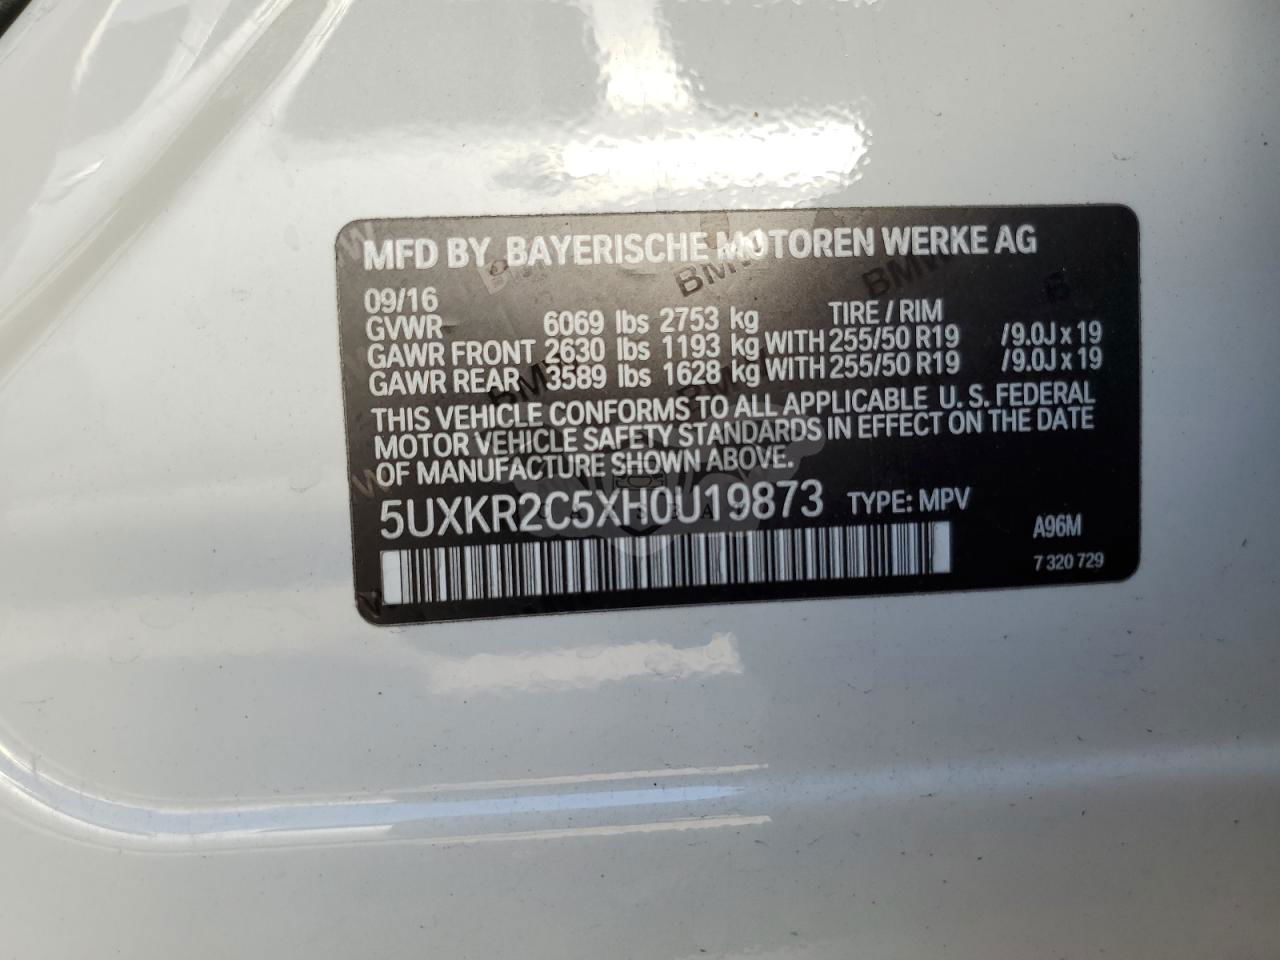 MFD BY BAYERISCHE MOTOREN WERKE AG
09/16
GVWR 6069 lbs 2753 kg TIRE / RIM
GAWR FRONT 2630 lbs 1193 kg WITH 255/50 R19 /9.0J x 19
GAWR REAR 3589 lbs 1628 kg WITH 255/50 R19 /9.0J x 19
THIS VEHICLE CONFORMS TO ALL APPLICABLE U. S. FEDERAL
MOTOR VEHICLE SAFETY STANDARDS IN EFFECT ON THE DATE
OF MANUFACTURE SHOWN ABOVE.
5UXKR2C5XH0U19873 TYPE: MPV
A96M
7 320 729